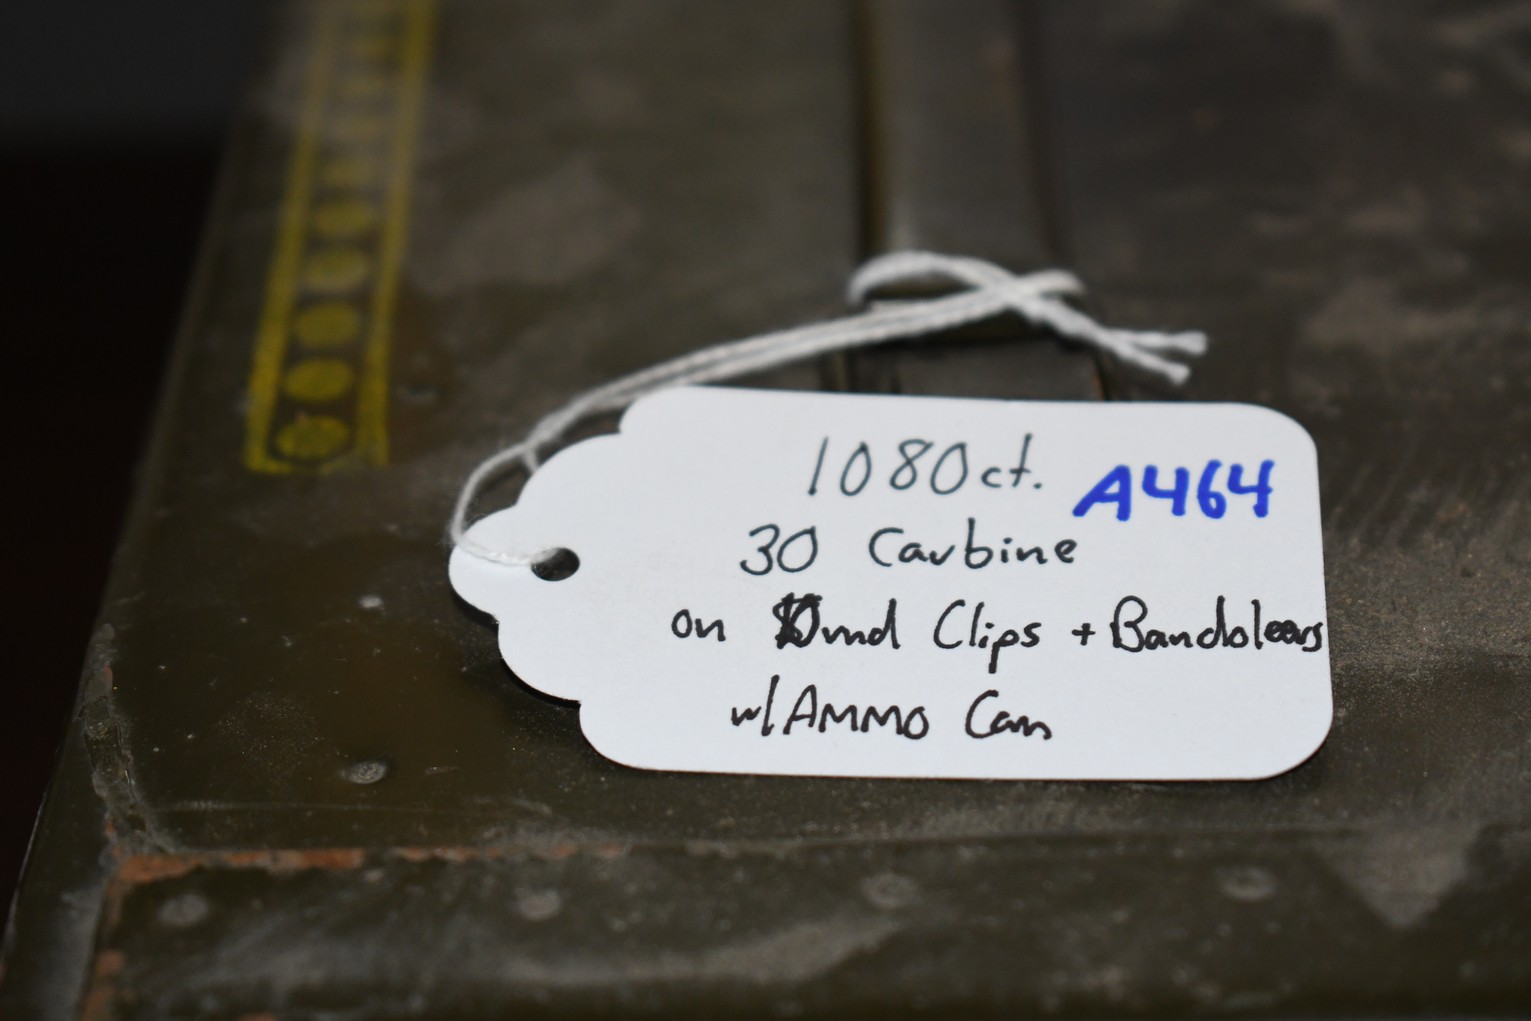 1080ct. A464
30 Carbine
on 10rnd Clips + Bandoleers
w/ AMMO Can